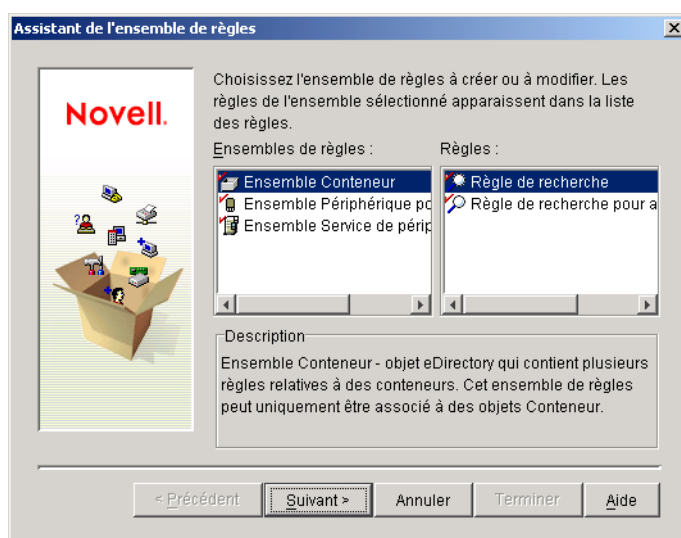 Assistant de l'ensemble de règles
Novell.
Choisissez l'ensemble de règles à créer ou à modifier. Les
règles de l'ensemble sélectionné apparaissent dans la liste
des règles.
Ensembles de règles :
Règles :
Ensemble Conteneur
Ensemble Périphérique po
Ensemble Service de périp
Règle de recherche
Règle de recherche pour a
Description
Ensemble Conteneur - objet eDirectory qui contient plusieurs
règles relatives à des conteneurs. Cet ensemble de règles
peut uniquement être associé à des objets Conteneur.
< Précédent
Suivant >
Annuler
Terminer
Aide